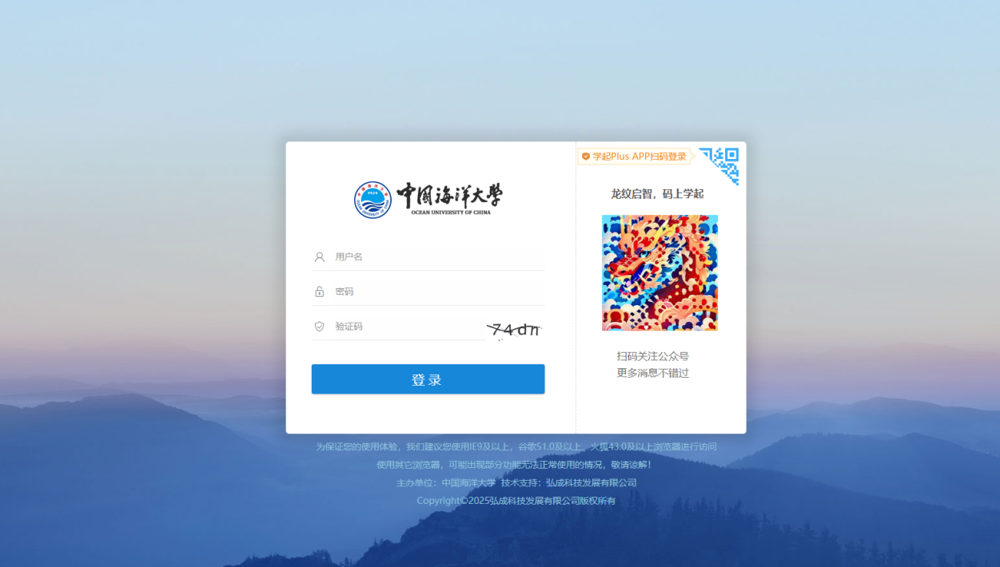 中国海洋大学
OCEAN UNIVERSITY OF CHINA
用户名
密码
验证码
74dn
登录
学起Plus APP扫码登录
龙纹启智，码上学起
扫码关注公众号
更多消息不错过
为保证您的使用体验，我们建议您使用IE9及以上，谷歌51.0及以上、火狐43.0及以上浏览器进行访问
使用其它浏览器，可能出现部分功能无法正常使用的情况，敬请谅解！
主办单位：中国海洋大学 技术支持：弘成科技发展有限公司
Copyright©2025弘成科技发展有限公司版权所有